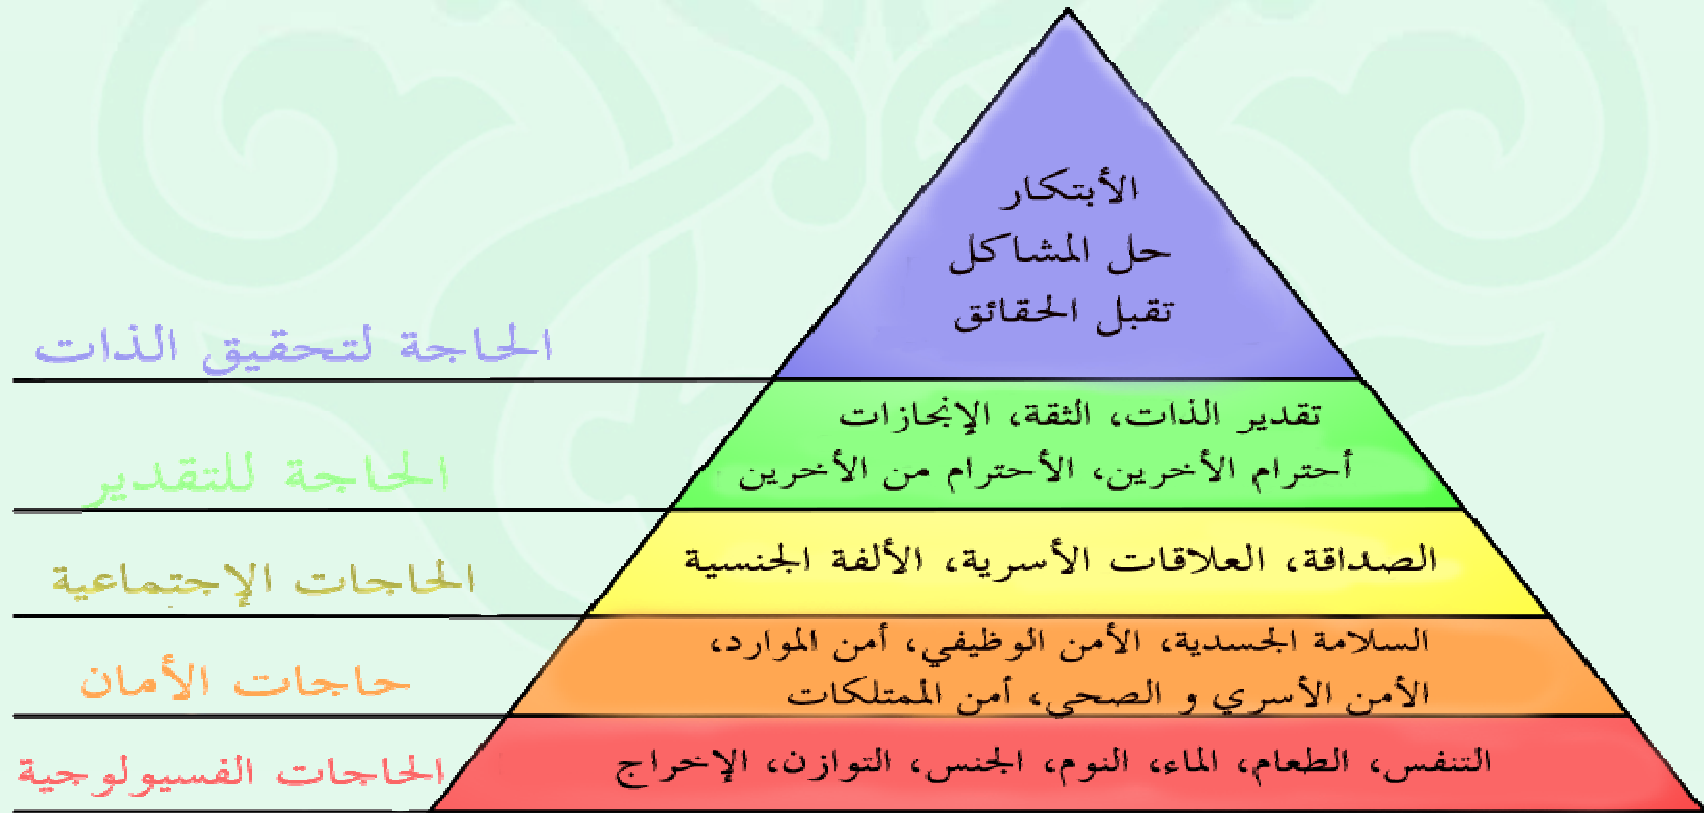 الأبتكار
حل المشاكل
تقبل الحقائق
الحاجة لتحقيق الذات
تقدير الذات، الثقة، الإنجازات
أحترام الأخرين، الأحترام من الأخرين
الحاجة للتقدير
الصداقة، العلاقات الأسرية، الألفة الجنسية
الحاجات الإجتماعية
السلامة الجسدية، الأمن الوظيفي، أمن الموارد،
الأمن الأسري و الصحي، أمن الممتلكات
حاجات الأمان
التنفس، الطعام، الماء، النوم، الجنس، التوازن، الإخراج
الحاجات الفسيولوجية